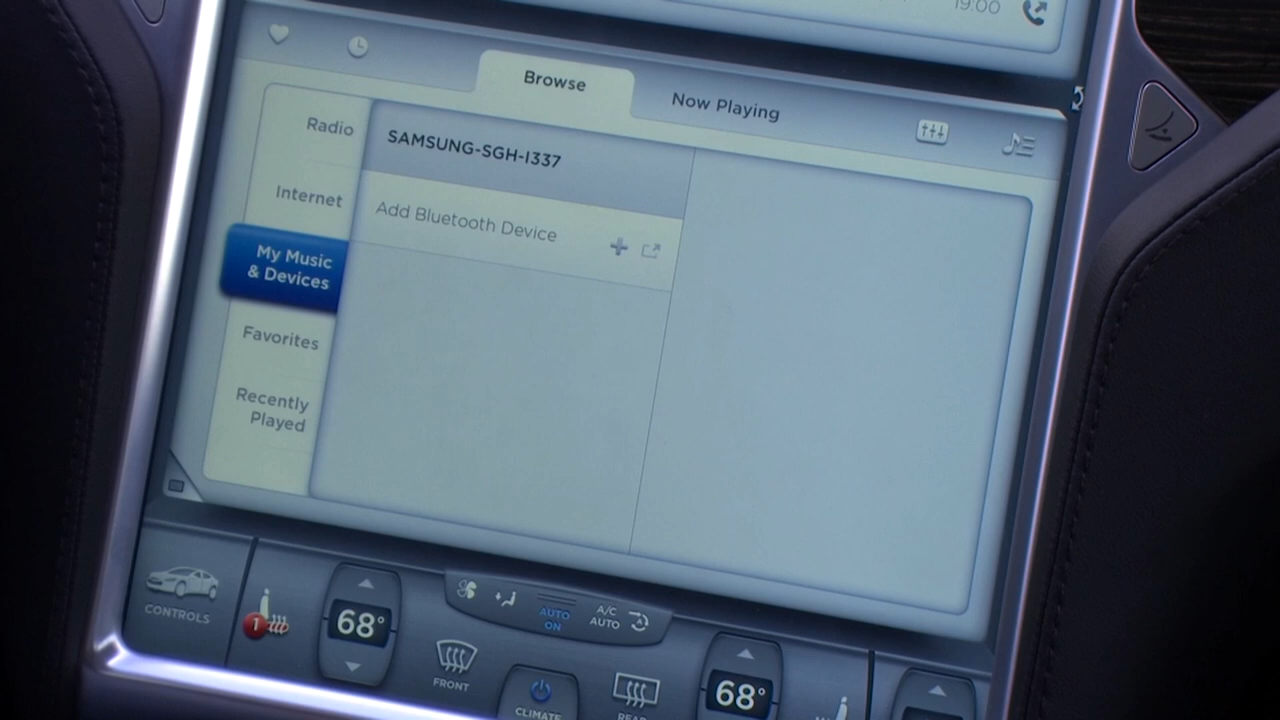 19:00
Browse
Now Playing
Radio
SAMSUNG-SGH-I337
Internet
Add Bluetooth Device
My Music
& Devices
Favorites
Recently
Played
CONTROLS
1
68°
AUTO
ON
A/C
AUTO
FRONT
CLIMATE
68°